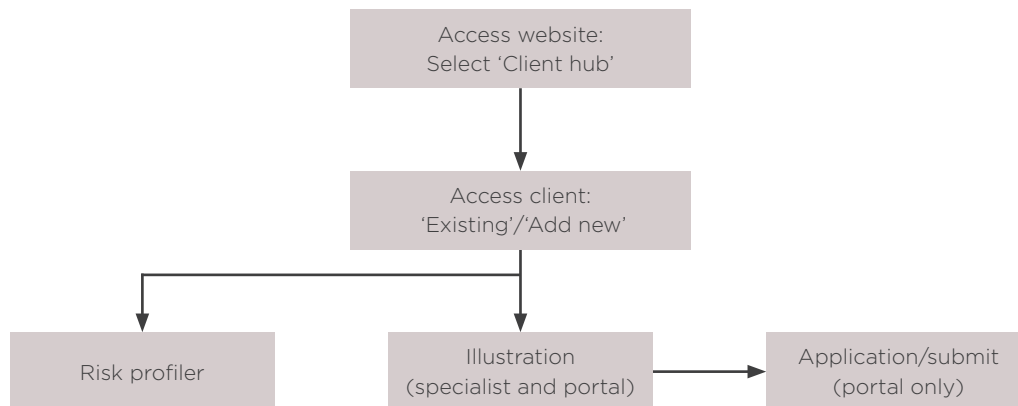 Access website:
Select ‘Client hub’
Access client:
‘Existing’/‘Add new’
Risk profiler
Illustration
(specialist and portal)
Application/submit
(portal only)